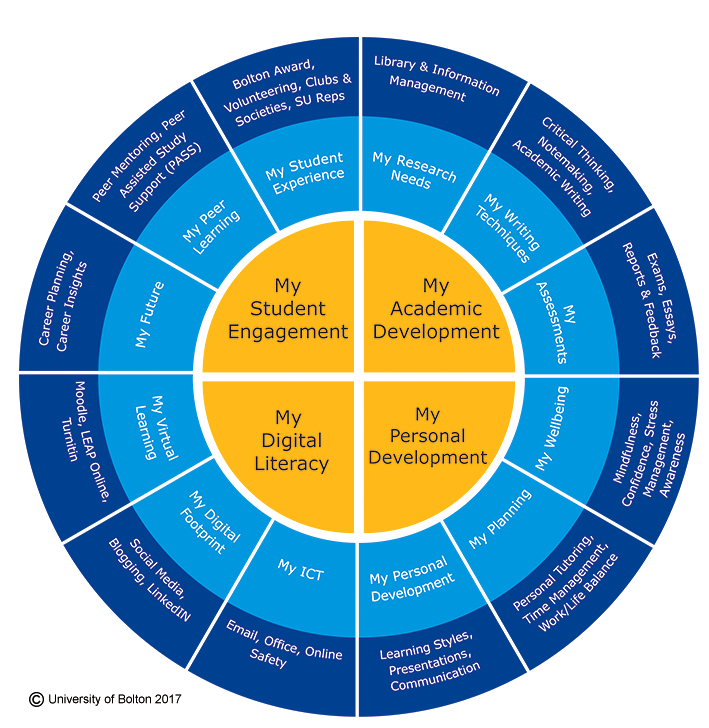 My
Student
Engagement
My
Academic
Development
My
Digital
Literacy
My
Personal
Development
My Research
Needs
Library & Information
Management
My Writing
Techniques
Critical Thinking,
Notemaking,
Academic Writing
My
Assessments
Exams, Essays,
Reports & Feedback
My Wellbeing
Mindfulness,
Confidence, Stress
Management,
Awareness
My Planning
Personal Tutoring,
Time Management,
Work/Life Balance
My Personal
Development
Learning Styles,
Presentations,
Communication
My ICT
Email, Office, Online
Safety
My Digital
Footprint
Social Media,
Blogging, LinkedIN
My Virtual
Learning
Moodle, LEAP Online,
Turnitin
My Future
Career Planning,
Career Insights
My Peer
Learning
Peer Mentoring, Peer
Assisted Study
Support (PASS)
My Student
Experience
Bolton Award,
Volunteering, Clubs &
Societies, SU Reps
© University of Bolton 2017